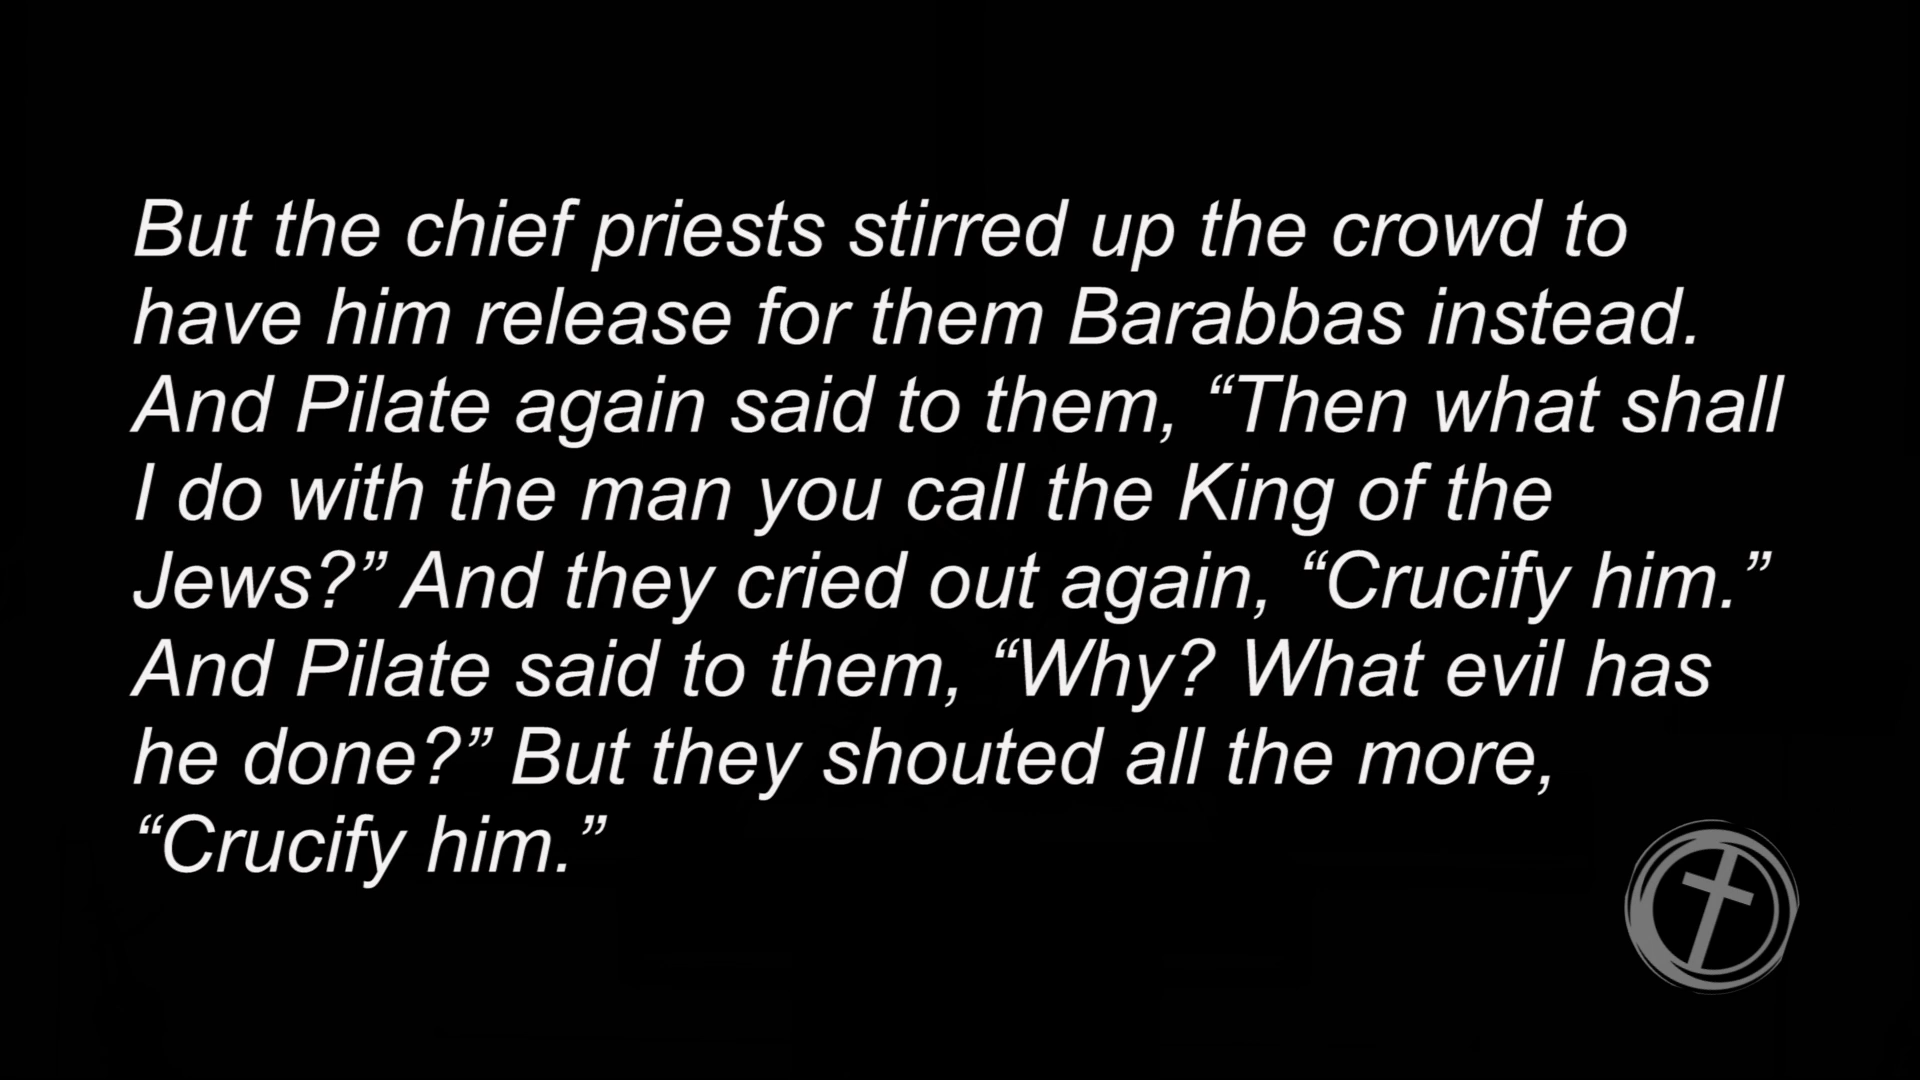 But the chief priests stirred up the crowd to
have him release for them Barabbas instead.
And Pilate again said to them, “Then what shall
I do with the man you call the King of the
Jews?” And they cried out again, “Crucify him.”
And Pilate said to them, “Why? What evil has
he done?” But they shouted all the more,
“Crucify him.”